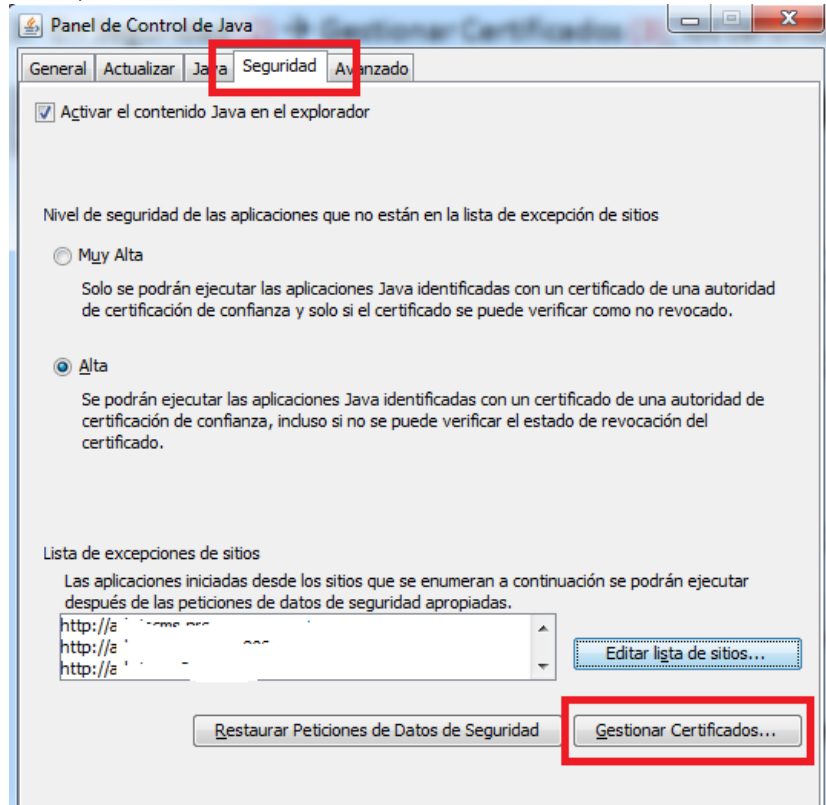 Panel de Control de Java
Gestionar Certificados
General Actualizar Java Seguridad Avanzado
Activar el contenido Java en el explorador
Nivel de seguridad de las aplicaciones que no están en la lista de excepción de sitios
Muy Alta
Solo se podrán ejecutar las aplicaciones Java identificadas con un certificado de una autoridad
de certificación de confianza y solo si el certificado se puede verificar como no revocado.
Alta
Se podrán ejecutar las aplicaciones Java identificadas con un certificado de una autoridad de
certificación de confianza, incluso si no se puede verificar el estado de revocación del
certificado.
Lista de excepciones de sitios
Las aplicaciones iniciadas desde los sitios que se enumeran a continuación se podrán ejecutar
después de las peticiones de datos de seguridad apropiadas.
http://a
http://a
http://a
Editar lista de sitios...
Restaurar Peticiones de Datos de Seguridad
Gestionar Certificados...